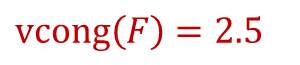 vcong(F) = 2.5